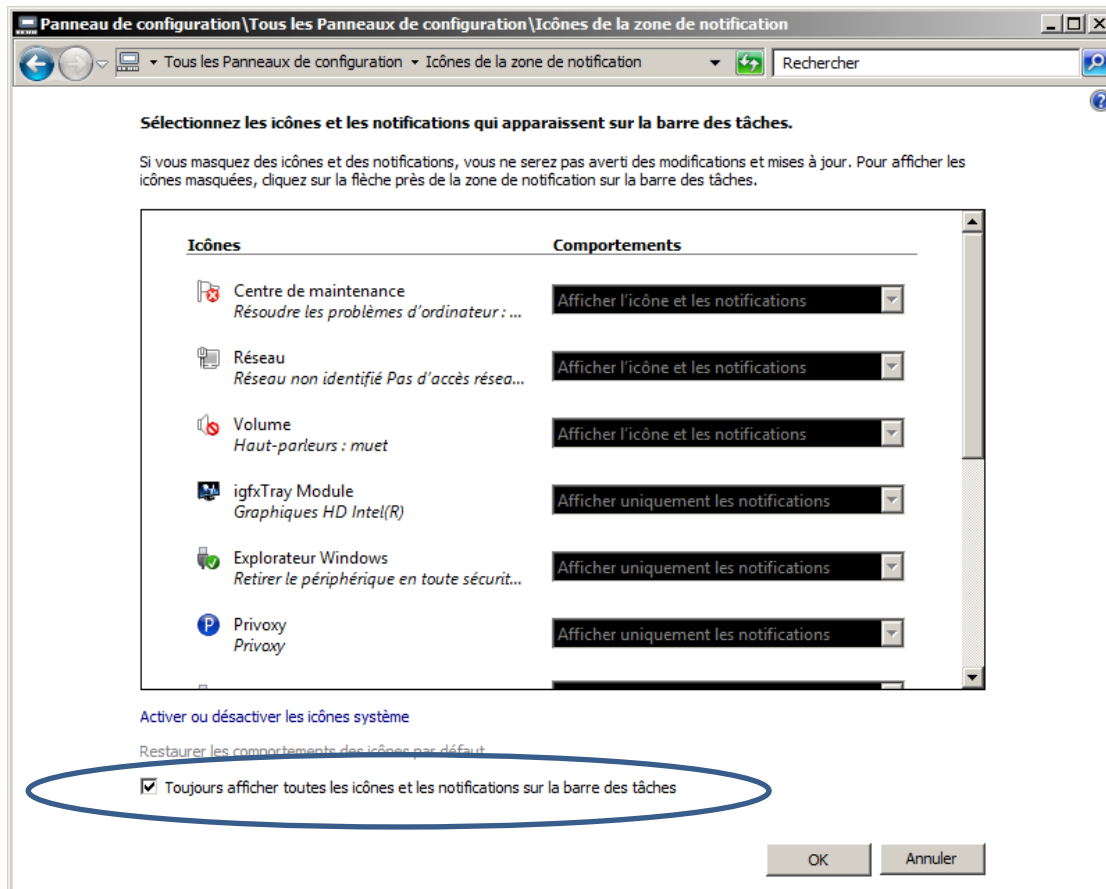 Panneau de configuration\Tous les Panneaux de configuration\Icônes de la zone de notification
Tous les Panneaux de configuration Icônes de la zone de notification
Rechercher
Sélectionnez les icônes et les notifications qui apparaissent sur la barre des tâches.
Si vous masquez des icônes et des notifications, vous ne serez pas averti des modifications et mises à jour. Pour afficher les
icônes masquées, cliquez sur la flèche près de la zone de notification sur la barre des tâches.
Icônes
Comportements
Centre de maintenance
Résoudre les problèmes d'ordinateur : ...
Afficher l'icône et les notifications
Réseau
Réseau non identifié Pas d'accès résea...
Afficher l'icône et les notifications
Volume
Haut-parleurs : muet
Afficher l'icône et les notifications
igfxTray Module
Graphiques HD Intel(R)
Afficher uniquement les notifications
Explorateur Windows
Retirer le périphérique en toute sécurit...
Afficher uniquement les notifications
P
Privoxy
Privoxy
Afficher uniquement les notifications
Activer ou désactiver les icônes système
Restaurer les comportements des icônes par défaut
Toujours afficher toutes les icônes et les notifications sur la barre des tâches
OK
Annuler